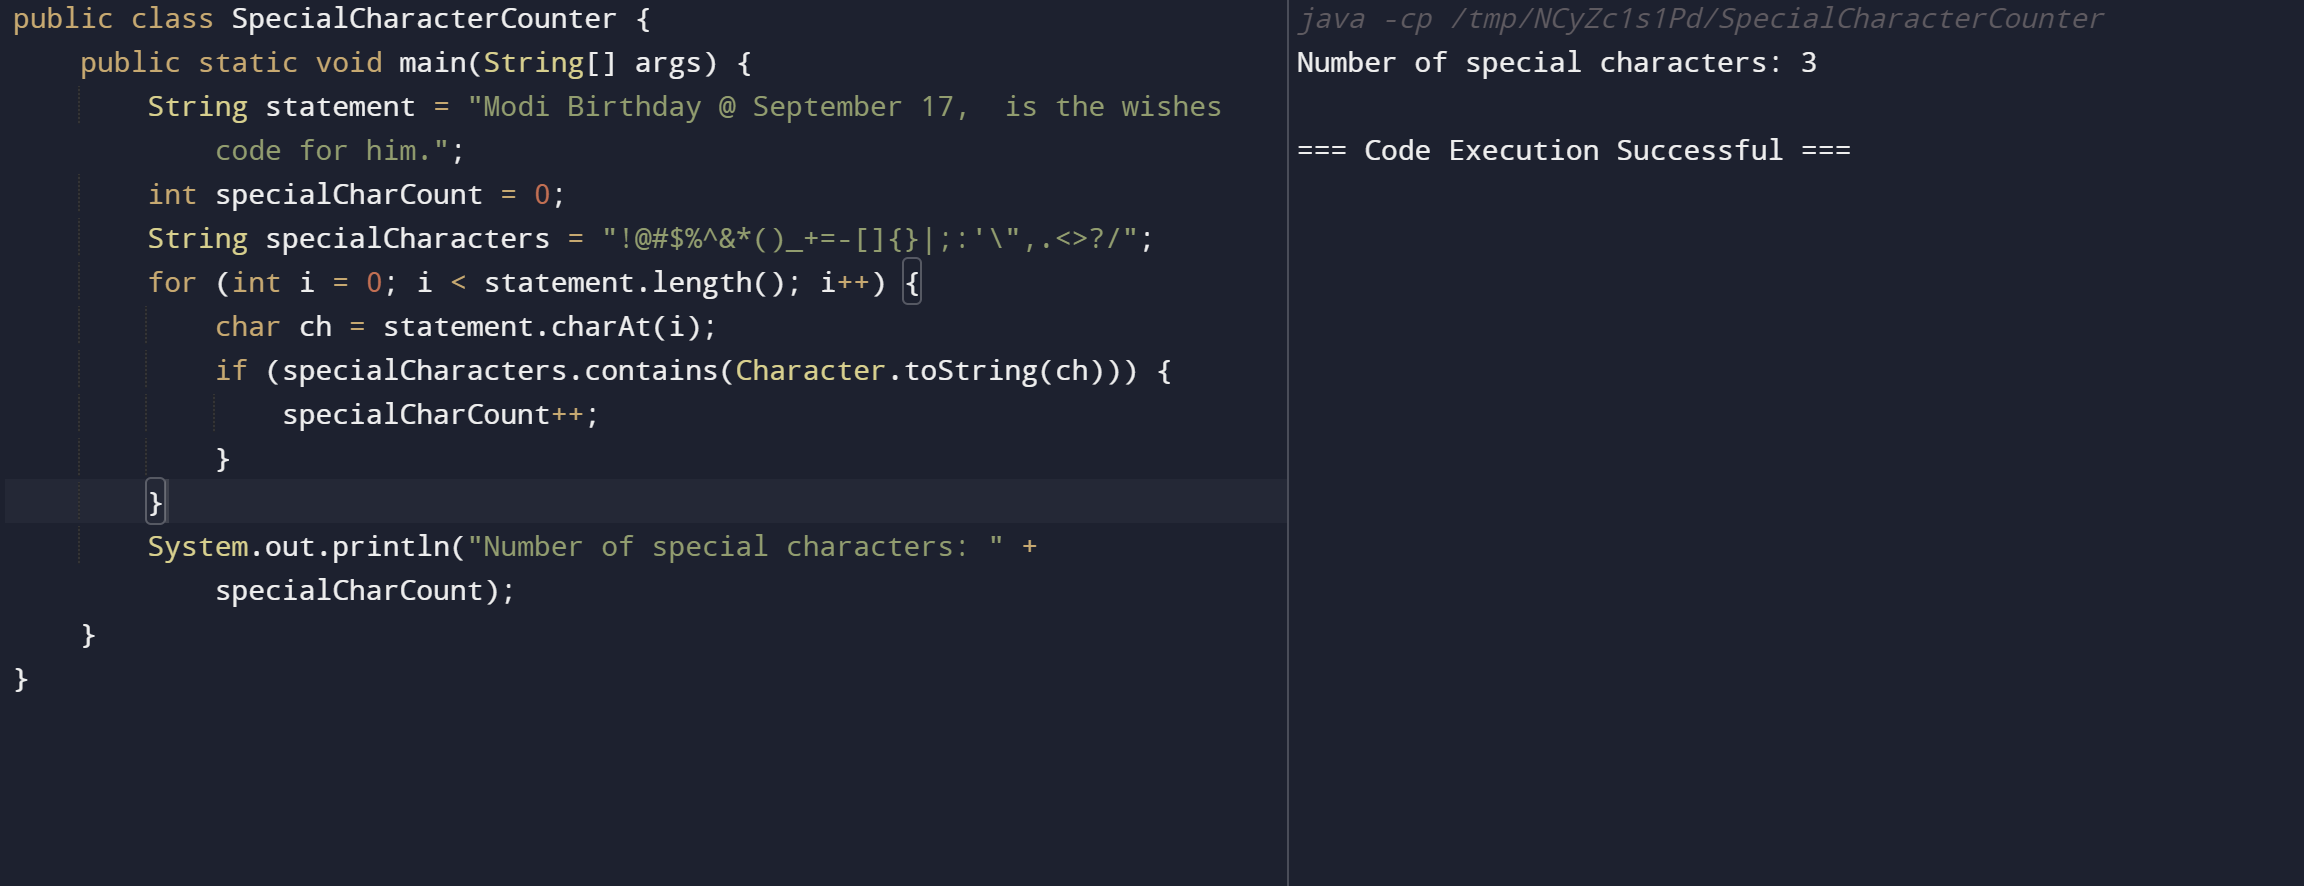 public class SpecialCharacterCounter {
    public static void main(String[] args) {
        String statement = "Modi Birthday @ September 17,  is the wishes
            code for him.";
        int specialCharCount = 0;
        String specialCharacters = "!@#$%^&*()_+=-[]{}|;:'\",.<>?/";
        for (int i = 0; i < statement.length(); i++) {
            char ch = statement.charAt(i);
            if (specialCharacters.contains(Character.toString(ch))) {
                specialCharCount++;
            }
        }
        System.out.println("Number of special characters: " +
            specialCharCount);
    }
}
java -cp /tmp/NCyZc1s1Pd/SpecialCharacterCounter
Number of special characters: 3
=== Code Execution Successful ===